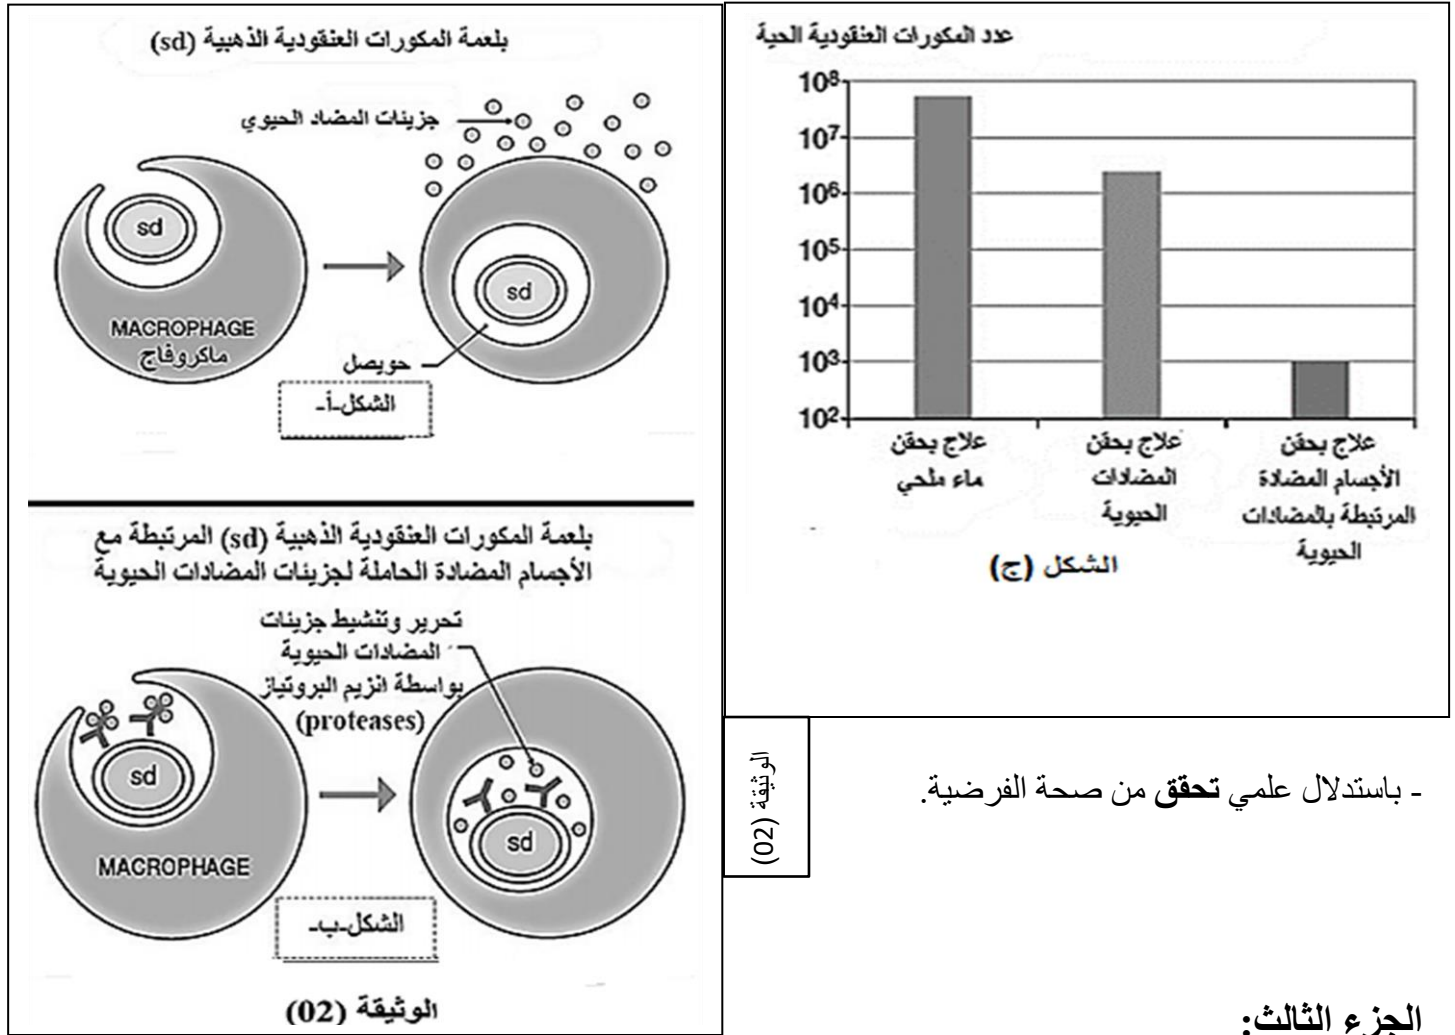 بلعمة المكورات العنقودية الذهبية (sd)
جزيئات المضاد الحيوي
sd
sd
MACROPHAGE
ماكروفاج
حويصل
الشكل-أ-
بلعمة المكورات العنقودية الذهبية (sd) المرتبطة مع
الأجسام المضادة الحاملة لجزيئات المضادات الحيوية
تحرير وتنشيط جزيئات
المضادات الحيوية
بواسطة انزيم البروتياز
(proteases)
sd
sd
MACROPHAGE
الشكل-ب-
الوثيقة (02)
عدد المكورات العنقودية الحية
10⁸
10⁷
10⁶
10⁵
10⁴
10³
10²
علاج بحقن
ماء ملحي
علاج بحقن
المضادات
الحيوية
علاج بحقن
الأجسام المضادة
المرتبطة بالمضادات
الحيوية
الشكل (ج)
الوثيقة (02)
- باستدلال علمي تحقق من صحة الفرضية.
الجزء الثالث: